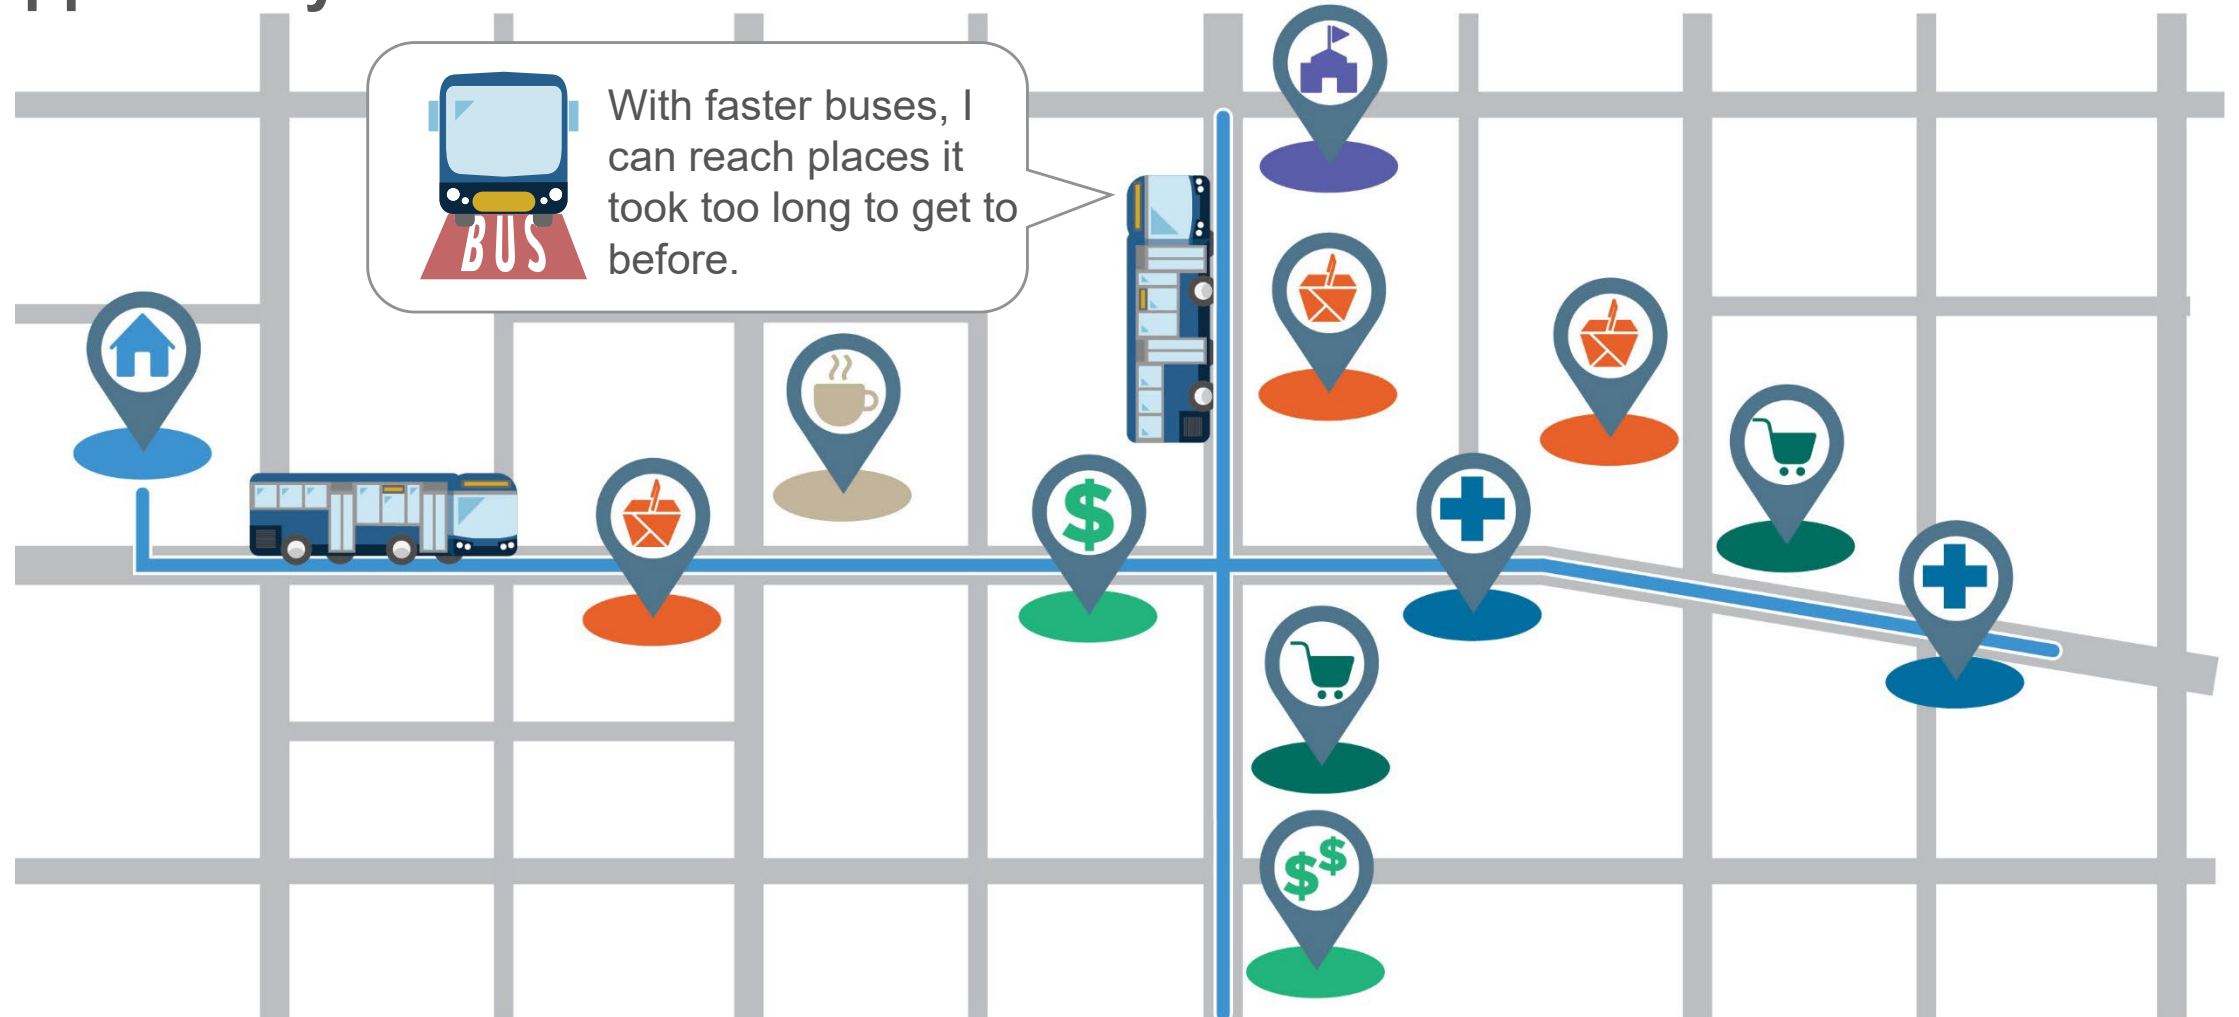 With faster buses, I
can reach places it
took too long to get to
before.
BUS
$
$$